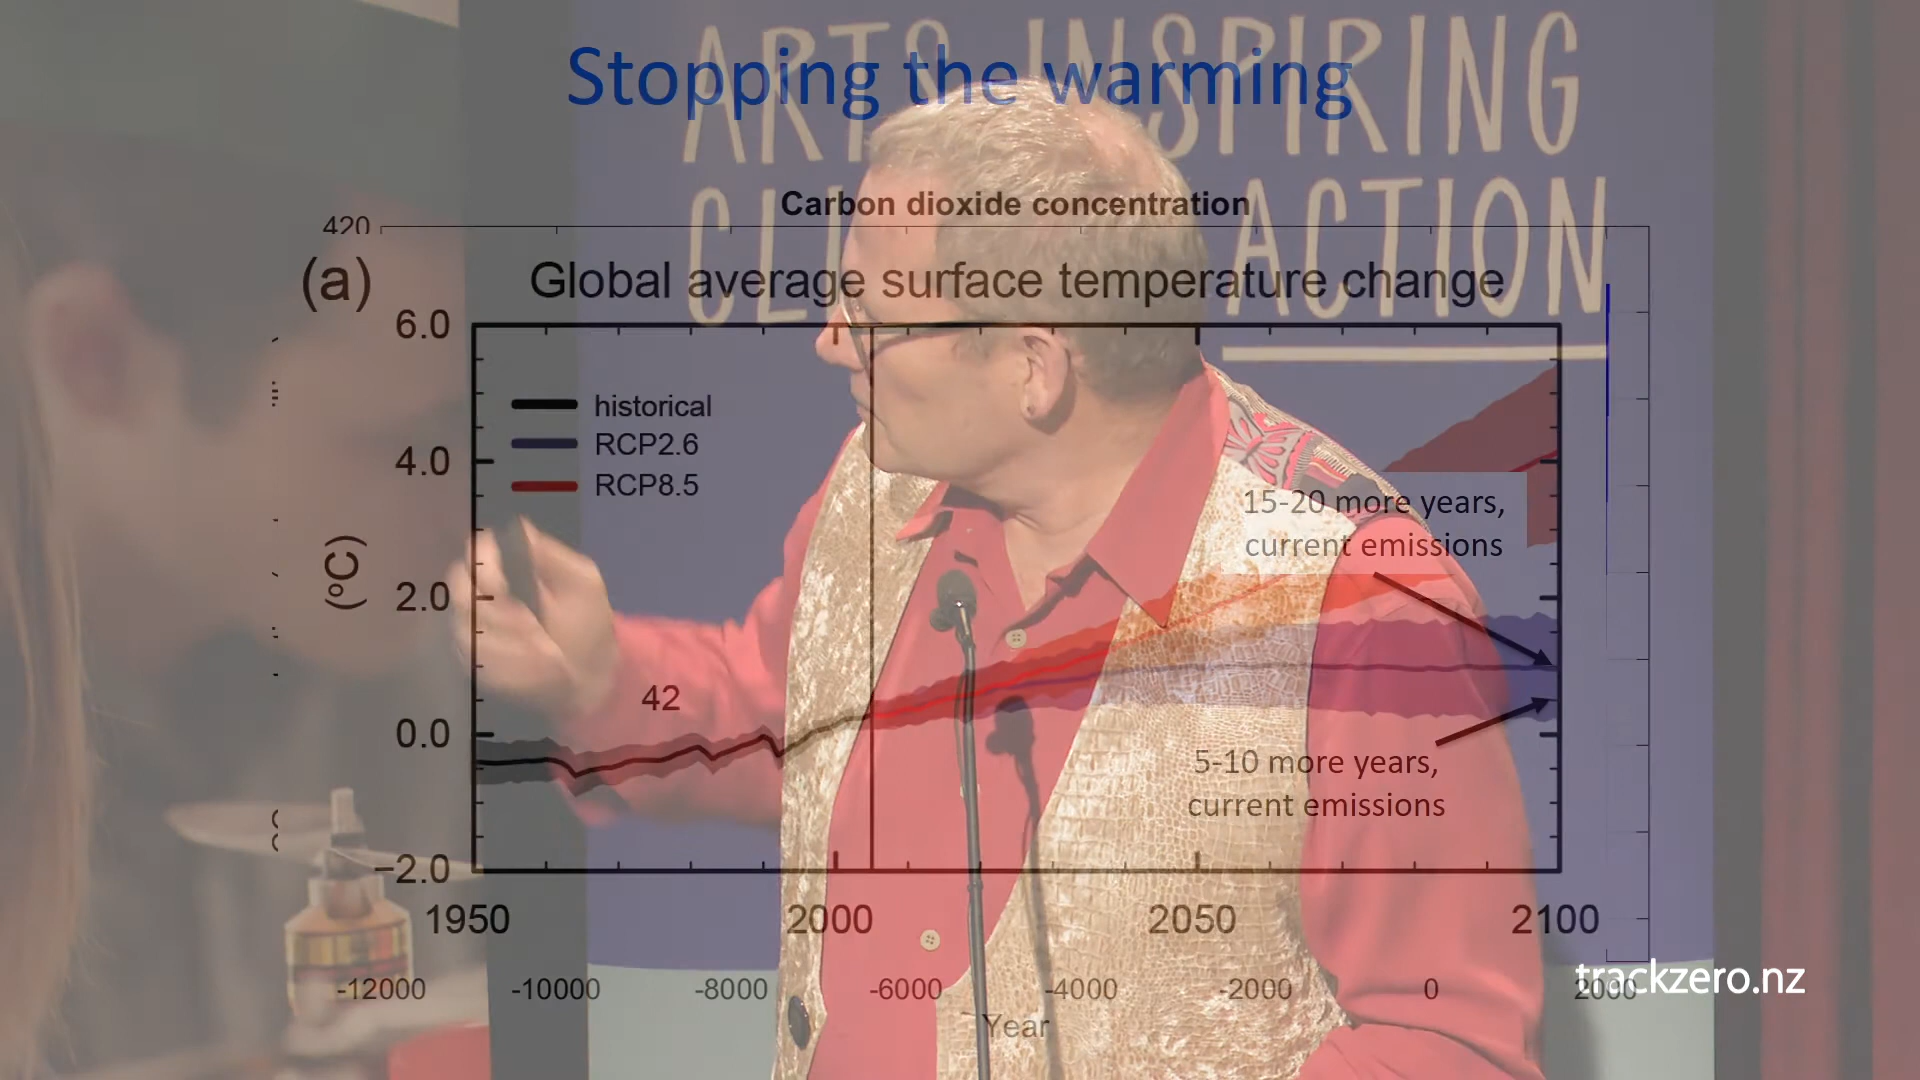 ARTS INSPIRING
CL ACTION
Stopping the warming
Carbon dioxide concentration
420
(a)
Global average surface temperature change
6.0
4.0
2.0
0.0
−2.0
(°C)
historical
RCP2.6
RCP8.5
42
15-20 more years,
current emissions
5-10 more years,
current emissions
1950 2000 2050 2100
-12000 -10000 -8000 -6000 -4000 -2000 0 2000
Year
trackzero.nz